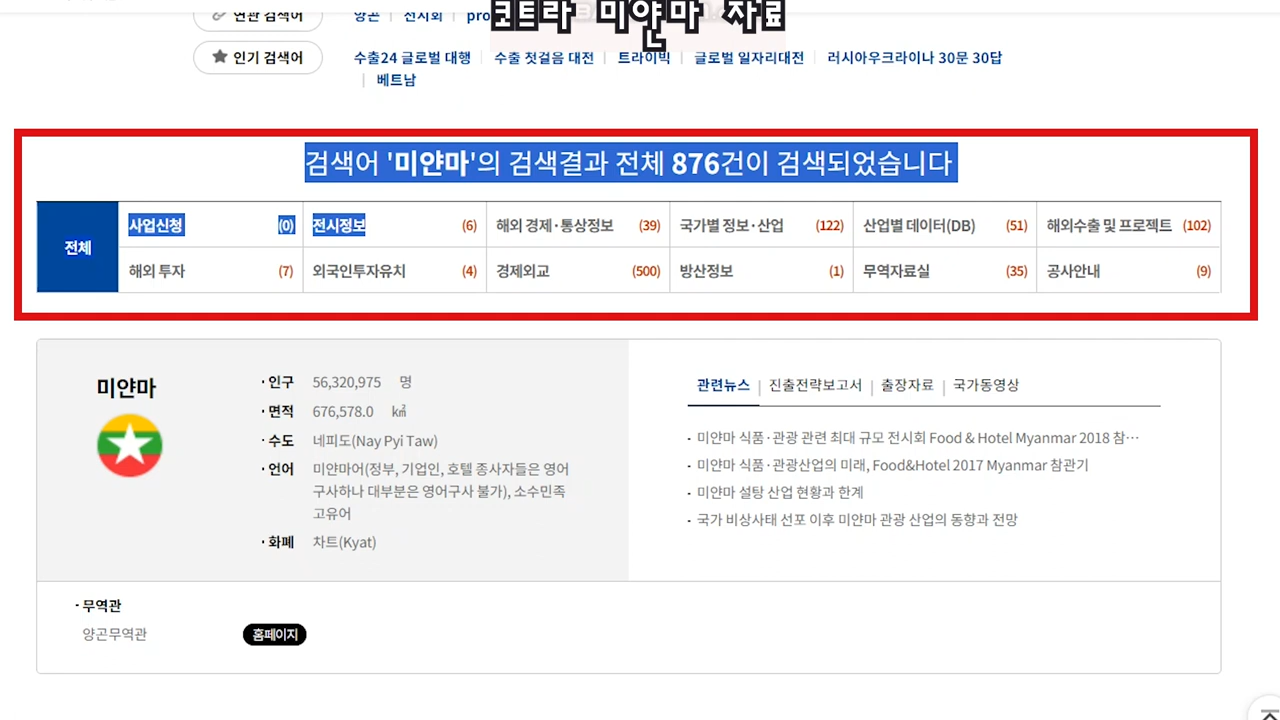 코트라 미얀마 자료
연관 검색어 양곤 전시회 pro
인기 검색어 수출24 글로벌 대행 수출 첫걸음 대전 트라이빅 글로벌 일자리대전 러시아우크라이나 30문 30답
베트남
검색어 '미얀마'의 검색결과 전체 876건이 검색되었습니다
전체
사업신청 (0) 전시정보 (6) 해외 경제·통상정보 (39) 국가별 정보·산업 (122) 산업별 데이터(DB) (51) 해외수출 및 프로젝트 (102)
해외 투자 (7) 외국인투자유치 (4) 경제외교 (500) 방산정보 (1) 무역자료실 (35) 공사안내 (9)
미얀마
· 인구 56,320,975 명
· 면적 676,578.0 ㎢
· 수도 네피도(Nay Pyi Taw)
· 언어 미얀마어(정부, 기업인, 호텔 종사자들은 영어
구사하나 대부분은 영어구사 불가), 소수민족
고유어
· 화폐 차트(Kyat)
관련뉴스 | 진출전략보고서 | 출장자료 | 국가동영상
· 미얀마 식품·관광 관련 최대 규모 전시회 Food & Hotel Myanmar 2018 참…
· 미얀마 식품·관광산업의 미래, Food&Hotel 2017 Myanmar 참관기
· 미얀마 설탕 산업 현황과 한계
· 국가 비상사태 선포 이후 미얀마 관광 산업의 동향과 전망
· 무역관
양곤무역관 홈페이지